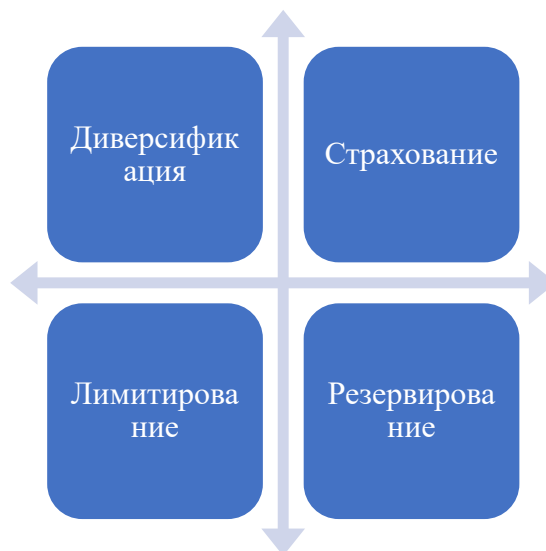 Диверсифик
ация
Страхование
Лимитирова
ние
Резервирова
ние